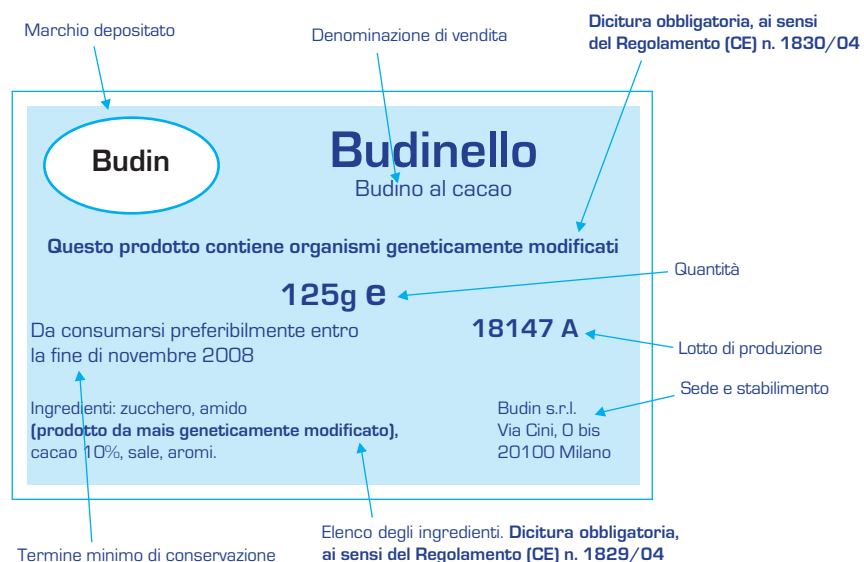 Marchio depositato
Denominazione di vendita
Dicitura obbligatoria, ai sensi
del Regolamento (CE) n. 1830/04
Budin
Budinello
Budino al cacao
Questo prodotto contiene organismi geneticamente modificati
Quantità
125g e
Da consumarsi preferibilmente entro
la fine di novembre 2008
18147 A
Lotto di produzione
Sede e stabilimento
Ingredienti: zucchero, amido
(prodotto da mais geneticamente modificato),
cacao 10%, sale, aromi.
Budin s.r.l.
Via Cini, 0 bis
20100 Milano
Elenco degli ingredienti. Dicitura obbligatoria,
ai sensi del Regolamento (CE) n. 1829/04
Termine minimo di conservazione